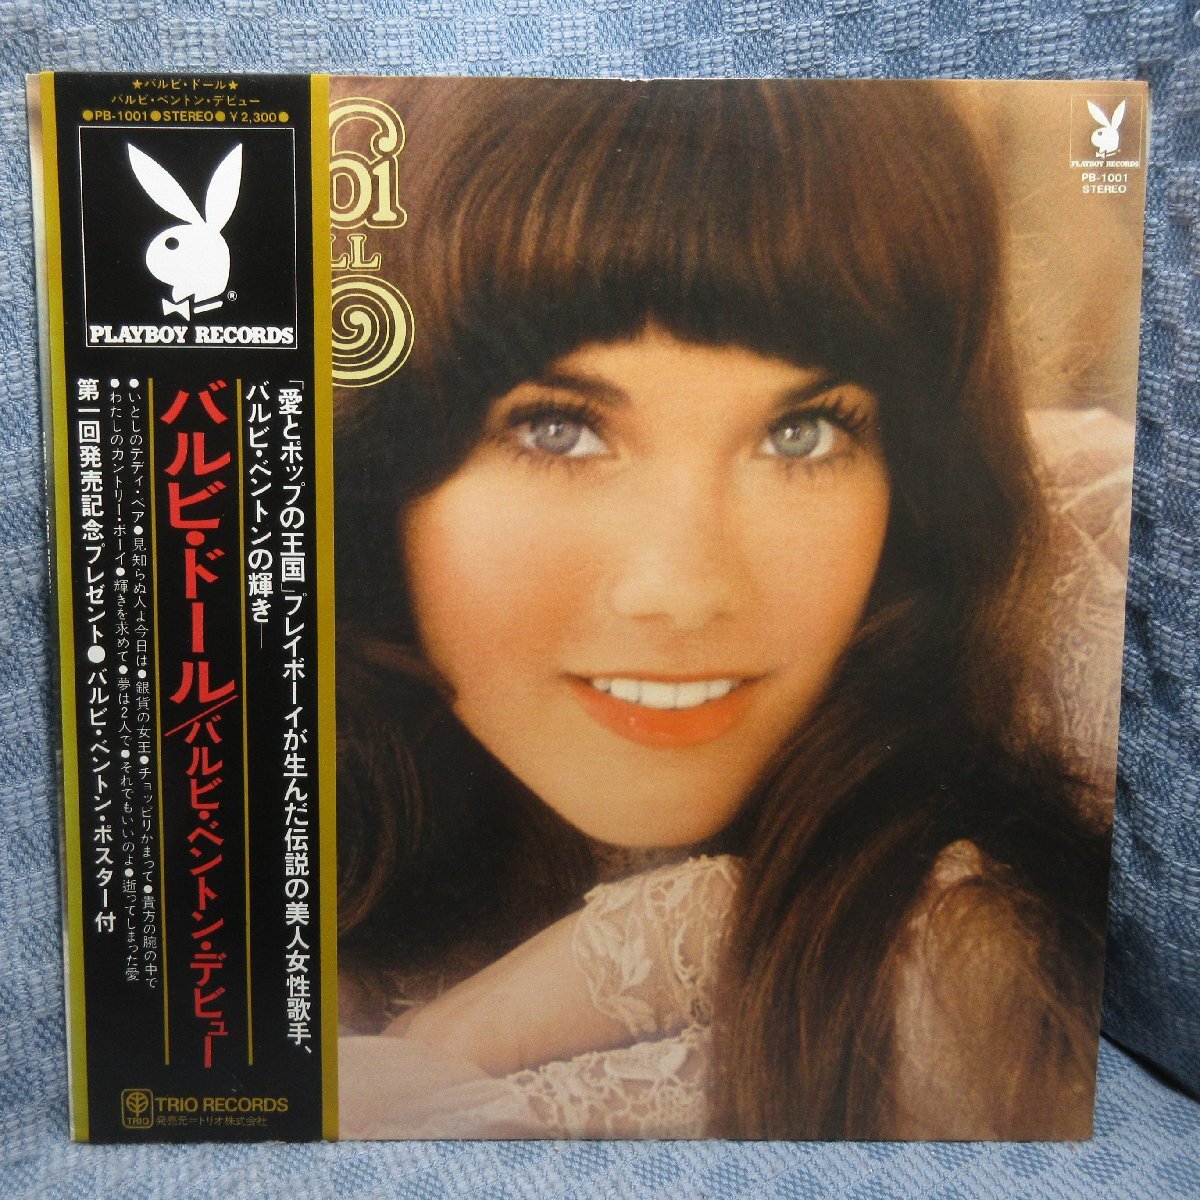 ★バルビ・ドール★
バルビ・ベントン・デビュー
●PB-1001●STEREO●¥2,300●
®
PLAYBOY RECORDS
「愛とポップの王国」プレイボーイが生んだ伝説の美人女性歌手、
バルビ・ベントンの輝き——
バルビ・ドール/バルビ・ベントン・デビュー
●いとしのテディ・ベア●見知らぬ人よ今日は●銀貨の女王●チョッピリかまって●貴方の腕の中で
●わたしのカントリー・ボーイ●輝きを求めて●夢は2人で●それでもいいのよ●逝ってしまった愛
第一回発売記念プレゼント●バルビ・ベントン・ポスター付
TRIO
TRIO RECORDS
発売元=トリオ株式会社
bi
LL
PLAYBOY RECORDS
PB-1001
STEREO